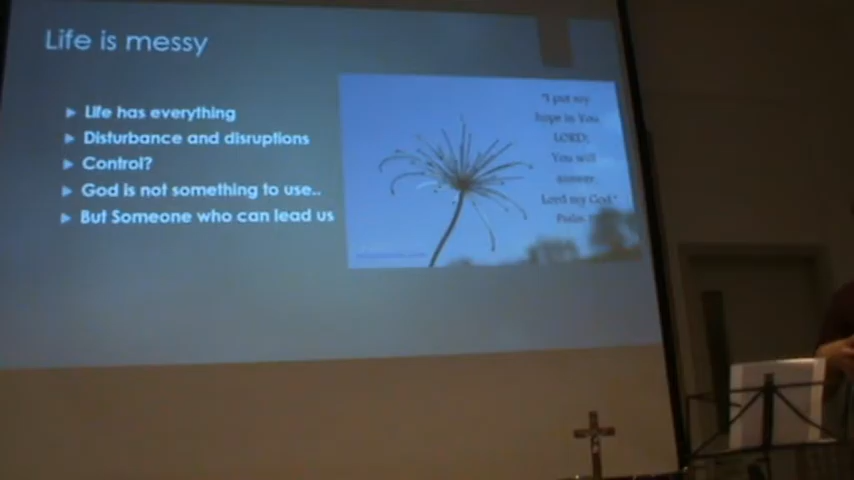 Life is messy
Life has everything
Disturbance and disruptions
Control?
God is not something to use..
But Someone who can lead us
"I put my
hope in You
LORD;
You will
answer,
Lord my God."
Psalm